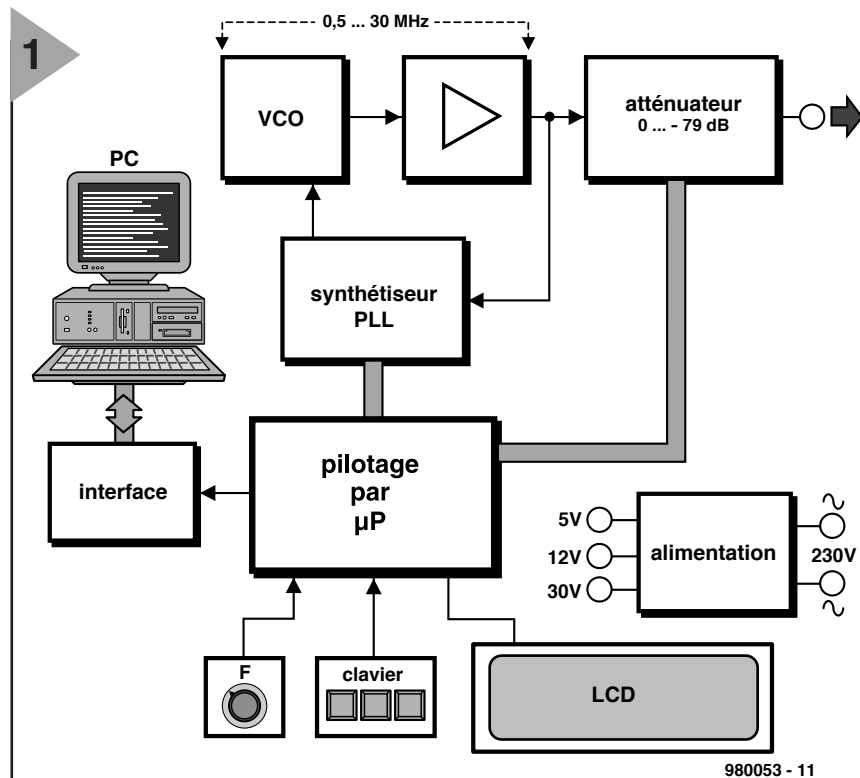 1
0,5 ... 30 MHz
VCO
atténuateur
0 ... - 79 dB
PC
synthétiseur
PLL
pilotage
par
µP
interface
5V
12V
30V
alimentation
230V
F
clavier
LCD
980053 - 11